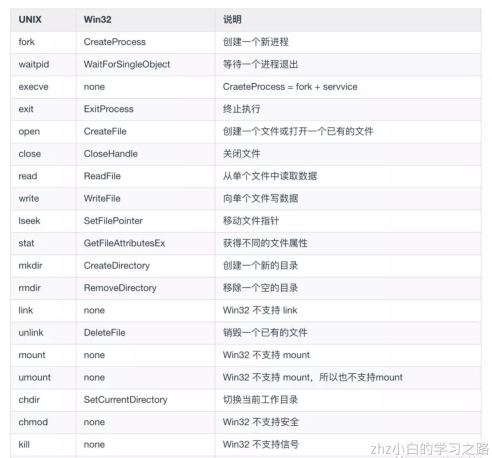 UNIX Win32 说明
fork CreateProcess 创建一个新进程
waitpid WaitForSingleObject 等待一个进程退出
execve none CraeteProcess = fork + servvice
exit ExitProcess 终止执行
open CreateFile 创建一个文件或打开一个已有的文件
close CloseHandle 关闭文件
read ReadFile 从单个文件中读取数据
write WriteFile 向单个文件写数据
lseek SetFilePointer 移动文件指针
stat GetFileAttributesEx 获得不同的文件属性
mkdir CreateDirectory 创建一个新的目录
rmdir RemoveDirectory 移除一个空的目录
link none Win32 不支持 link
unlink DeleteFile 销毁一个已有的文件
mount none Win32 不支持 mount
umount none Win32 不支持 mount，所以也不支持mount
chdir SetCurrentDirectory 切换当前工作目录
chmod none Win32 不支持安全
kill none Win32 不支持信号
zhz小白的学习之路